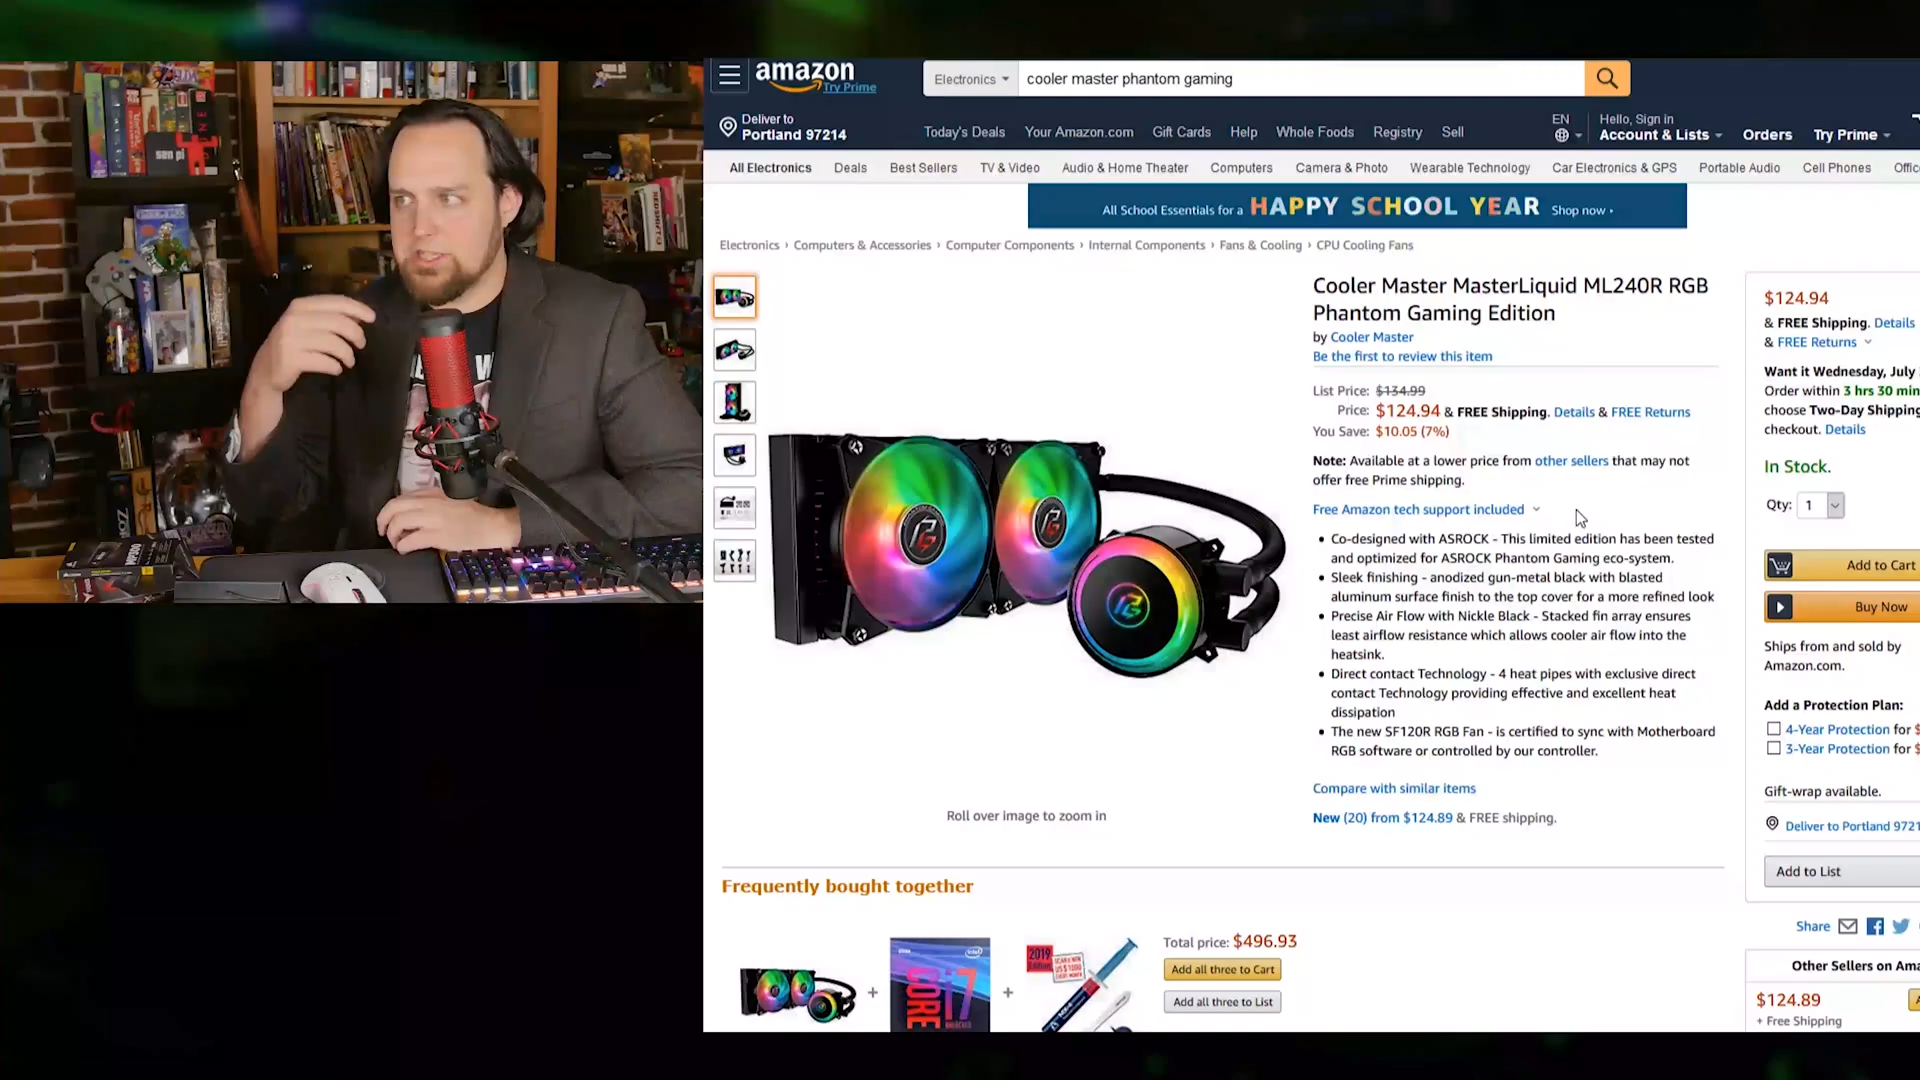 amazon
Try Prime
Electronics
cooler master phantom gaming
Deliver to
Portland 97214
Today's Deals
Your Amazon.com
Gift Cards
Help
Whole Foods
Registry
Sell
EN
Hello, Sign in
Account & Lists
Orders
Try Prime
All Electronics
Deals
Best Sellers
TV & Video
Audio & Home Theater
Computers
Camera & Photo
Wearable Technology
Car Electronics & GPS
Portable Audio
Cell Phones
Offic
All School Essentials for a HAPPY SCHOOL YEAR Shop now ›
Electronics › Computers & Accessories › Computer Components › Internal Components › Fans & Cooling › CPU Cooling Fans
Cooler Master MasterLiquid ML240R RGB
Phantom Gaming Edition
by Cooler Master
Be the first to review this item
List Price: $134.99
Price: $124.94 & FREE Shipping. Details & FREE Returns
You Save: $10.05 (7%)
Note: Available at a lower price from other sellers that may not
offer free Prime shipping.
Free Amazon tech support included
• Co-designed with ASROCK - This limited edition has been tested
and optimized for ASROCK Phantom Gaming eco-system.
• Sleek finishing - anodized gun-metal black with blasted
aluminum surface finish to the top cover for a more refined look
• Precise Air Flow with Nickle Black - Stacked fin array ensures
least airflow resistance which allows cooler air flow into the
heatsink.
• Direct contact Technology - 4 heat pipes with exclusive direct
contact Technology providing effective and excellent heat
dissipation
• The new SF120R RGB Fan - is certified to sync with Motherboard
RGB software or controlled by our controller.
Compare with similar items
New (20) from $124.89 & FREE shipping.
Roll over image to zoom in
$124.94
& FREE Shipping. Details
& FREE Returns
Want it Wednesday, July
Order within 3 hrs 30 min
choose Two-Day Shipping
checkout. Details
In Stock.
Qty: 1
Add to Cart
Buy Now
Ships from and sold by
Amazon.com.
Add a Protection Plan:
4-Year Protection for $
3-Year Protection for $
Gift-wrap available.
Deliver to Portland 9721
Add to List
Share
Other Sellers on Ama
$124.89
+ Free Shipping
Frequently bought together
intel
CORE
i7
UNLOCKED
2019
Edition
Total price: $496.93
Add all three to Cart
Add all three to List
sen pi